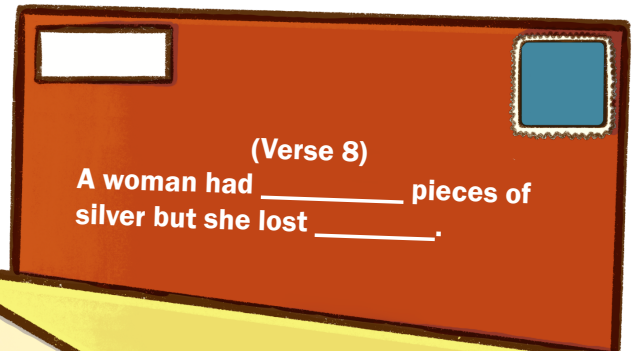 (Verse 8)
A woman had __________ pieces of
silver but she lost ________.